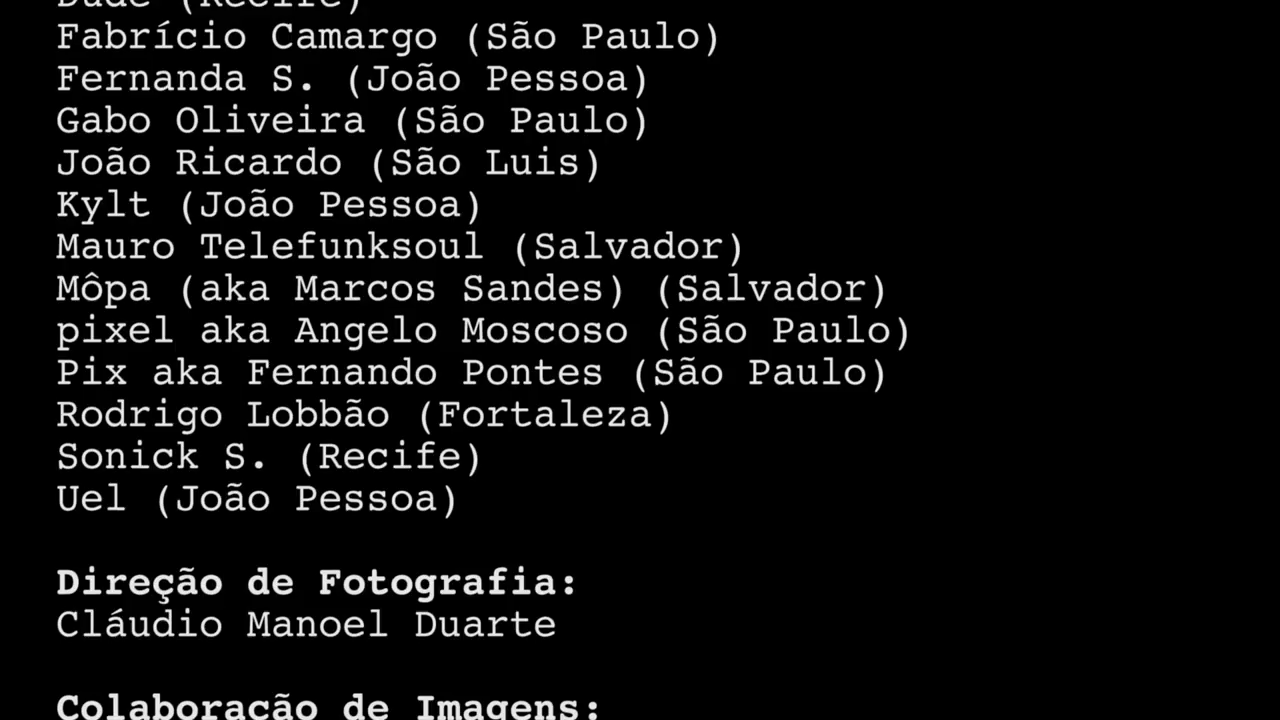 Dude (Recife)
Fabrício Camargo (São Paulo)
Fernanda S. (João Pessoa)
Gabo Oliveira (São Paulo)
João Ricardo (São Luis)
Kylt (João Pessoa)
Mauro Telefunksoul (Salvador)
Môpa (aka Marcos Sandes) (Salvador)
pixel aka Angelo Moscoso (São Paulo)
Pix aka Fernando Pontes (São Paulo)
Rodrigo Lobbão (Fortaleza)
Sonick S. (Recife)
Uel (João Pessoa)
Direção de Fotografia:
Cláudio Manoel Duarte
Colaboração de Imagens: